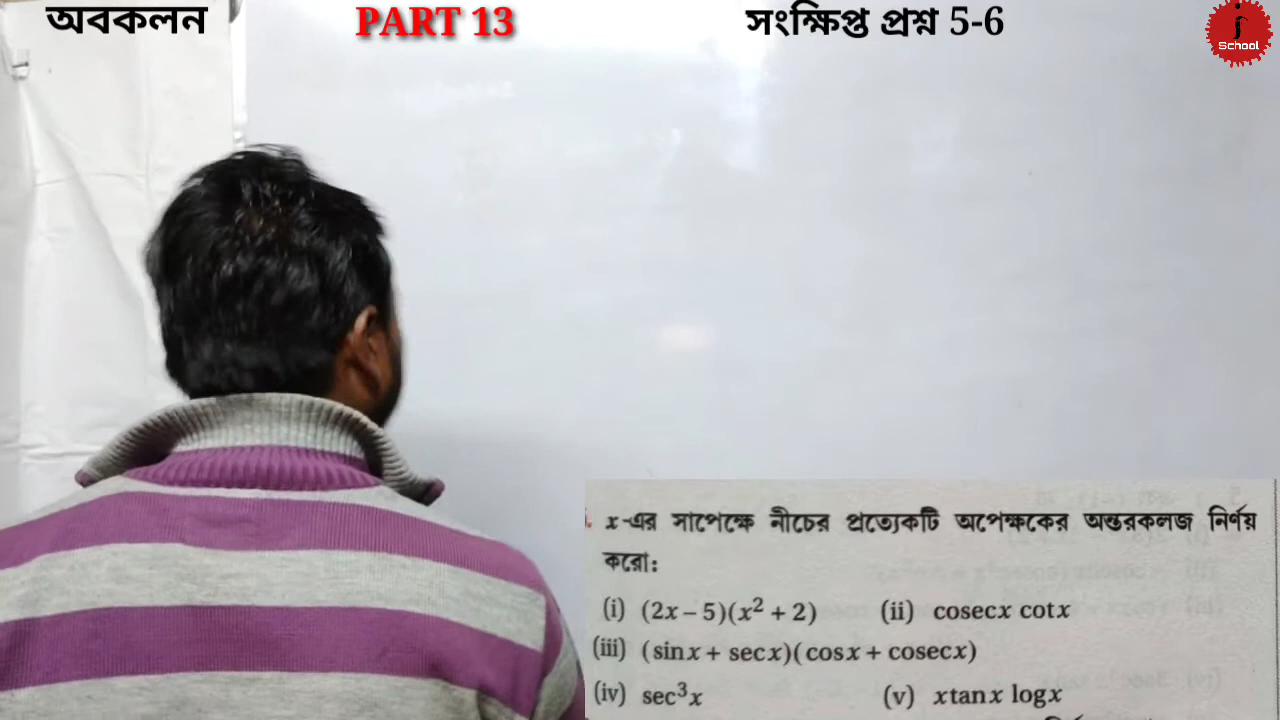 অবকলন PART 13 সংক্ষিপ্ত প্রশ্ন 5-6
f School
x-এর সাপেক্ষে নীচের প্রত্যেকটি অপেক্ষকের অন্তরকলজ নির্ণয়
করো:
(i) (2x – 5)(x² + 2) (ii) cosecx cotx
(iii) (sinx + secx)(cosx + cosecx)
(iv) sec³x (v) xtanx logx